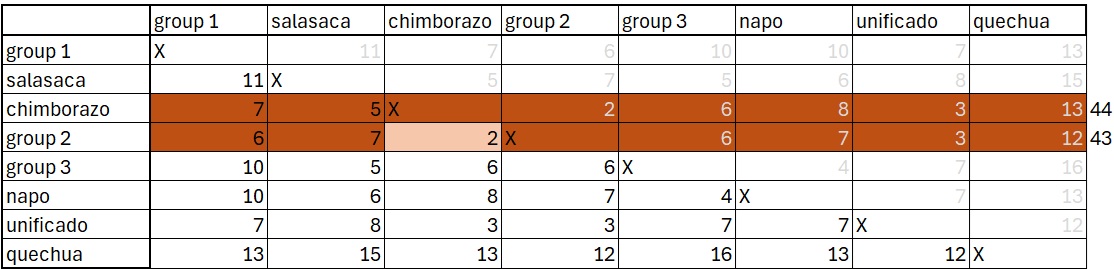 group 1 salasaca chimborazo group 2 group 3 napo unificado quechua
group 1 X 11 7 6 10 10 7 13
salasaca 11 X 5 7 5 6 8 15
chimborazo 7 5 X 2 6 8 3 13 44
group 2 6 7 2 X 6 7 3 12 43
group 3 10 5 6 6 X 4 7 16
napo 10 6 8 7 4 X 7 13
unificado 7 8 3 3 7 7 X 12
quechua 13 15 13 12 16 13 12 X